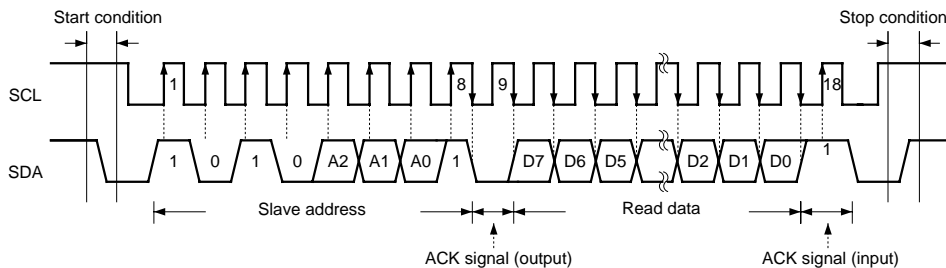 Start condition Stop condition
SCL 1 8 9 18
SDA 1 0 1 0 A2 A1 A0 1 D7 D6 D5 D2 D1 D0 1
Slave address Read data
ACK signal (output) ACK signal (input)